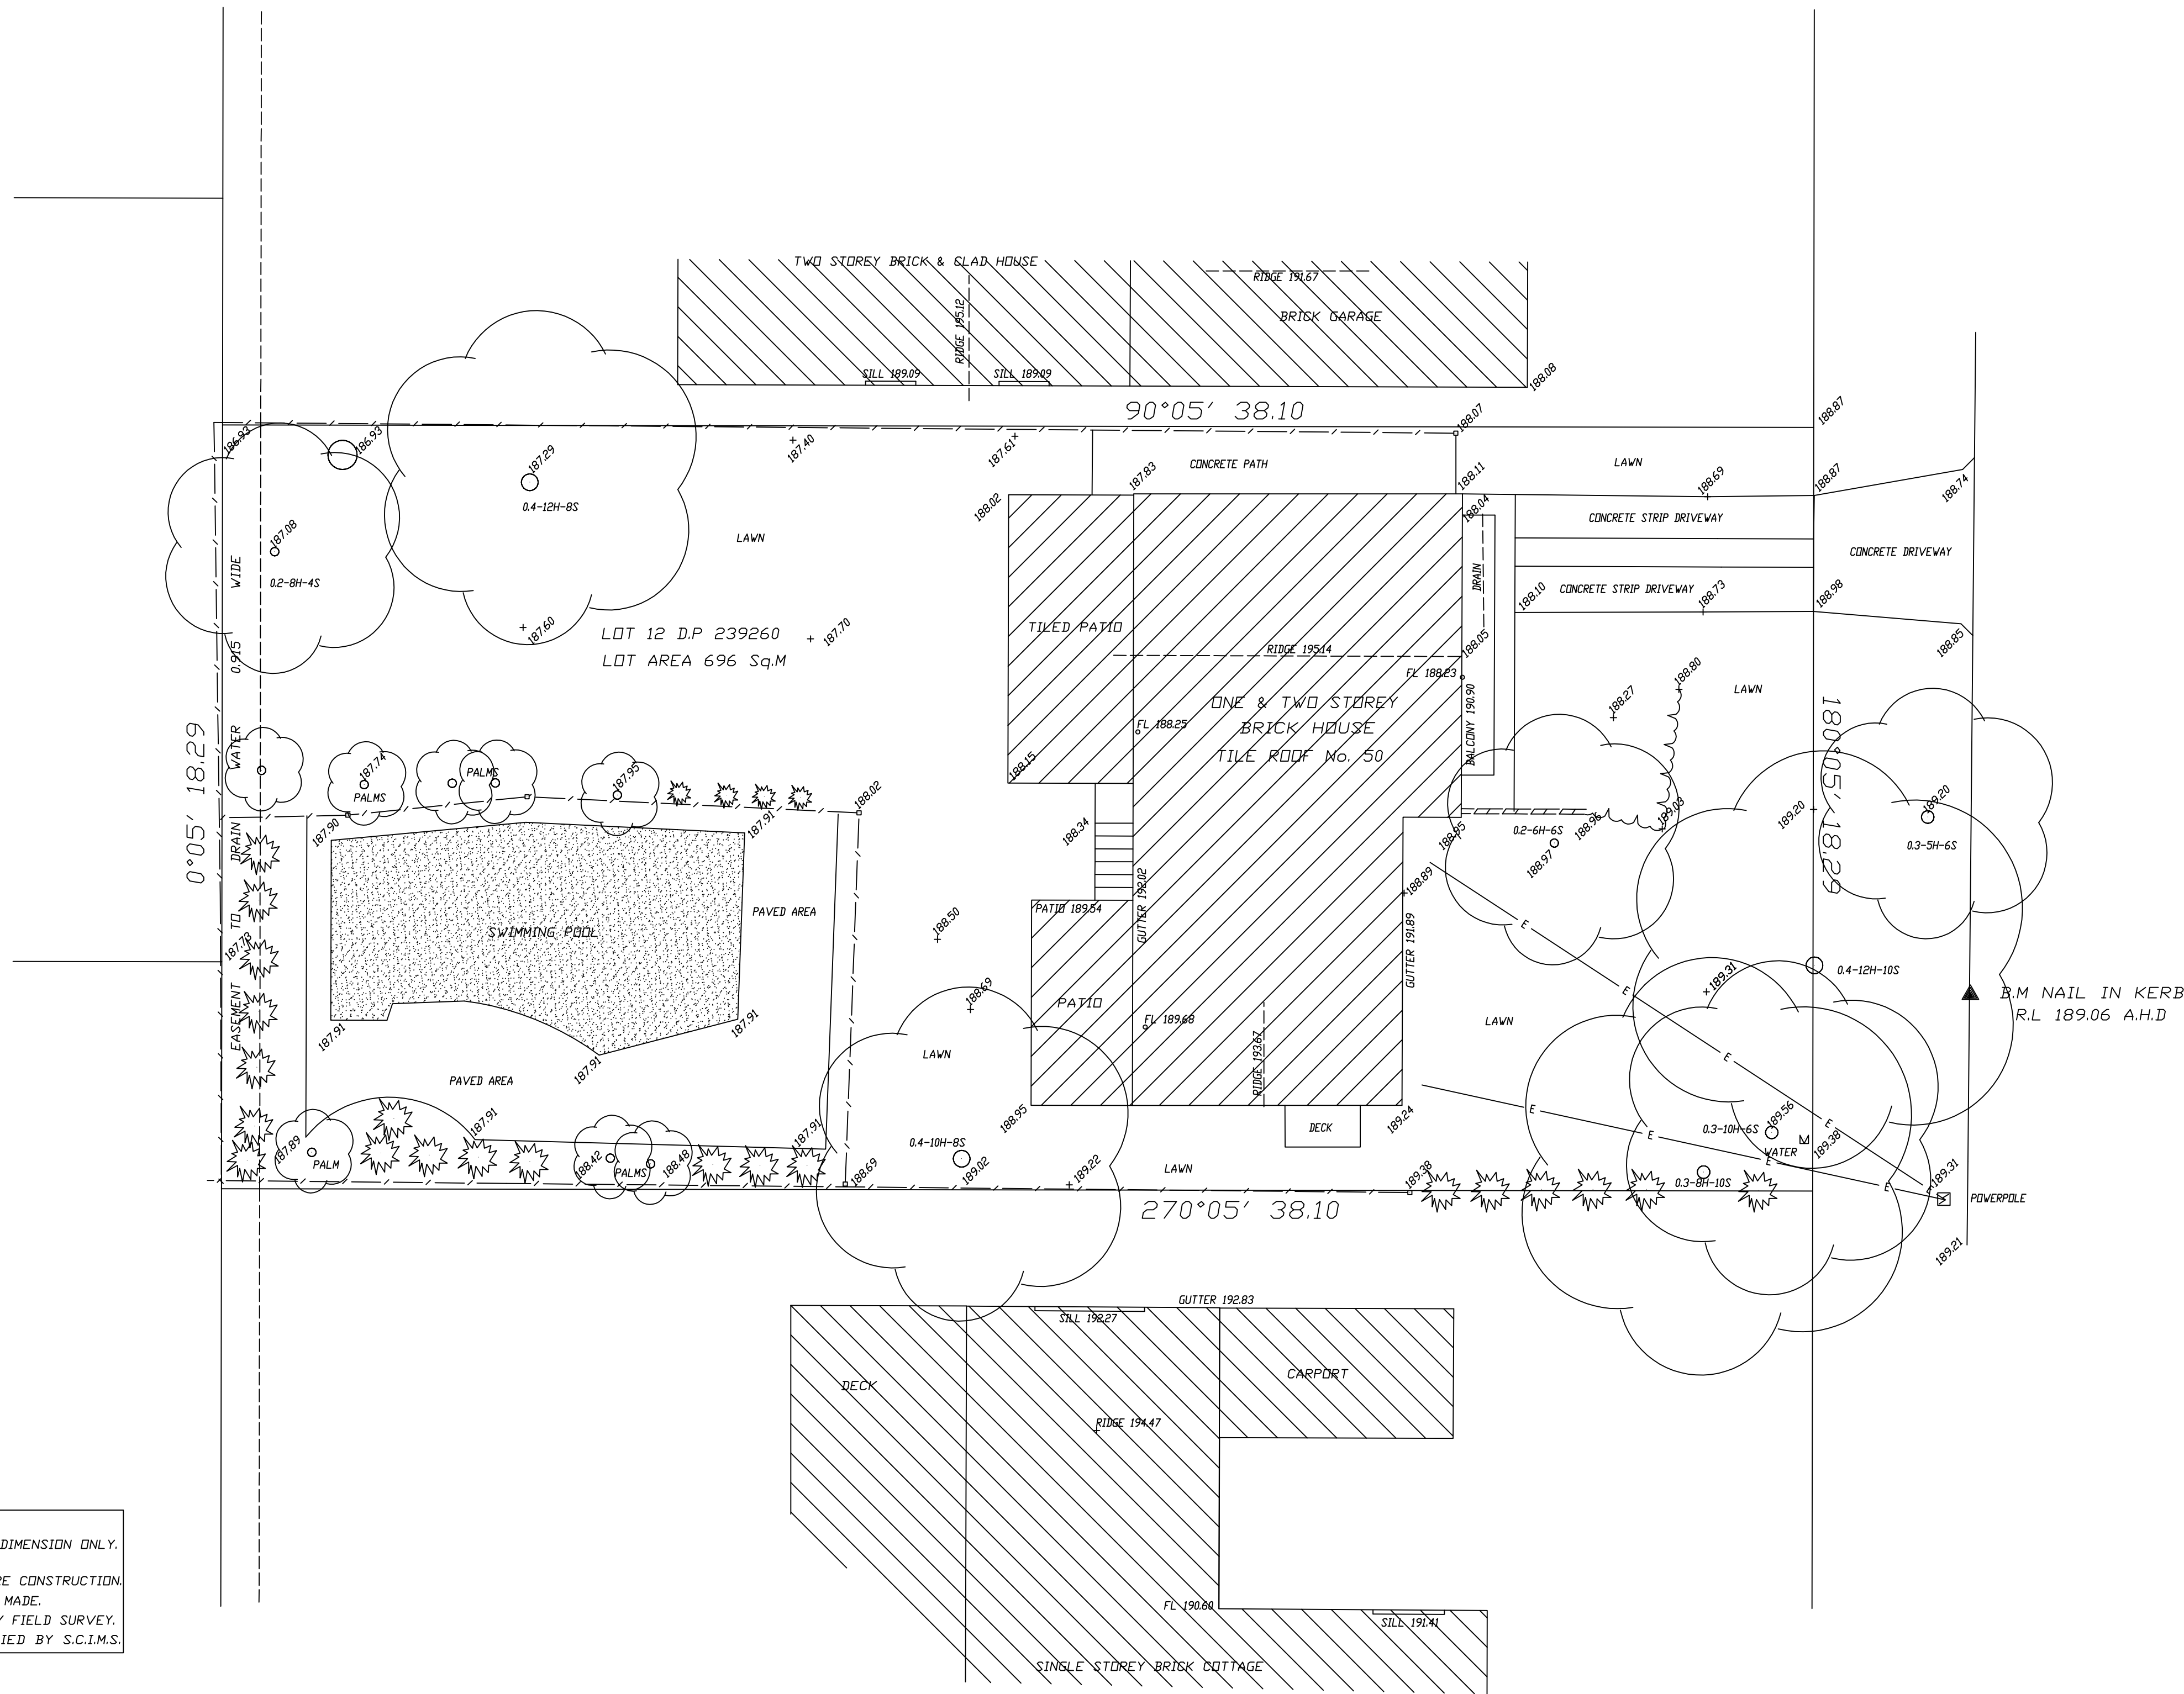 TWO STOREY BRICK & CLAD HOUSE
RIDGE 191.67
RIDGE 195.12
BRICK GARAGE
SILL 189.09
SILL 189.09
188.08
90°05′ 38.10
188.07
188.87
186.93
186.93
187.29
187.40
187.61
187.83
CONCRETE PATH
188.11
LAWN
188.69
188.87
188.74
0.4-12H-8S
188.02
188.04
CONCRETE STRIP DRIVEWAY
187.08
LAWN
CONCRETE DRIVEWAY
0.2-8H-4S
DRAIN
188.10
CONCRETE STRIP DRIVEWAY
188.73
188.98
187.60
LOT 12 D.P 239260
187.70
LOT AREA 696 Sq.M
TILED PATIO
RIDGE 195.14
188.05
188.85
FL 188.23
188.80
LAWN
188.27
ONE & TWO STOREY
BRICK HOUSE
TILE ROOF No. 50
FL 188.25
BALCONY 190.90
180°05′ 18.29
0°05′ 18.29
EASEMENT TO DRAIN WATER 0.915 WIDE
187.74
PALMS
PALMS
187.95
188.15
188.02
187.90
187.91
188.34
188.95
0.2-6H-6S
188.96
189.03
189.20
189.20
0.3-5H-6S
188.97
188.89
GUTTER 192.02
PATIO 189.54
PAVED AREA
SWIMMING POOL
188.50
187.73
GUTTER 191.89
189.31
0.4-12H-10S
B.M NAIL IN KERB
R.L 189.06 A.H.D
188.69
PATIO
FL 189.68
LAWN
187.91
187.91
187.91
LAWN
RIDGE 193.67
E
E
E
E
E
E
E
PAVED AREA
187.91
187.91
188.95
189.24
DECK
0.3-10H-6S
189.56
WATER
189.38
187.89
PALM
188.42
PALMS
188.48
0.4-10H-8S
189.02
188.69
189.22
LAWN
189.38
0.3-8H-10S
189.31
POWERPOLE
270°05′ 38.10
189.21
GUTTER 192.83
SILL 192.27
DECK
CARPORT
RIDGE 194.47
FL 190.60
SILL 191.41
SINGLE STOREY BRICK COTTAGE
DIMENSION ONLY.
RE CONSTRUCTION.
MADE.
Y FIELD SURVEY.
IED BY S.C.I.M.S.